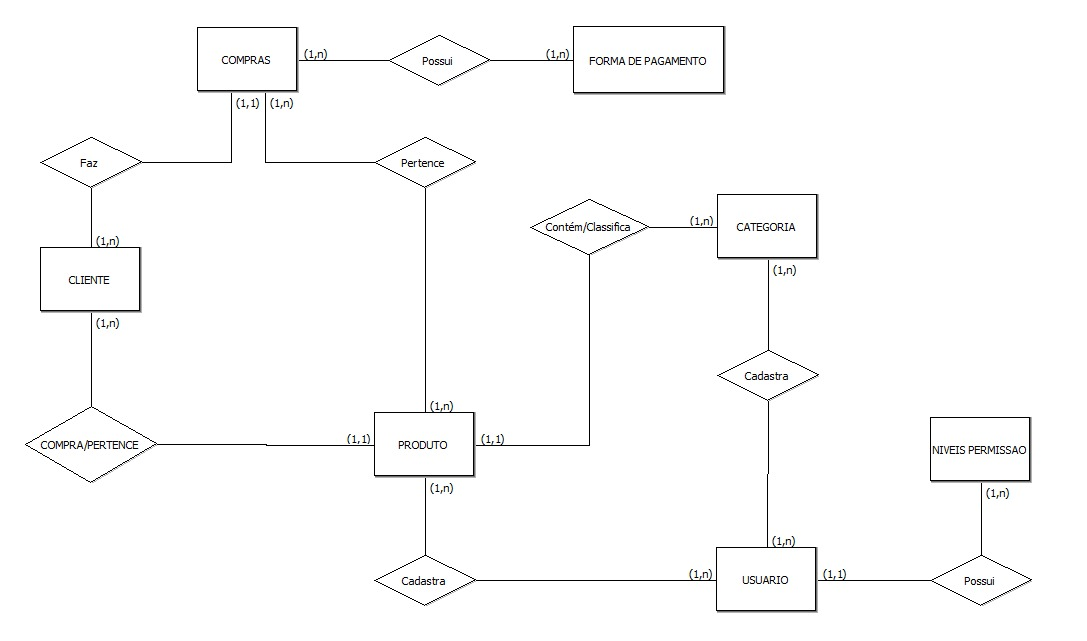 COMPRAS
(1,n)
Possui
(1,n)
FORMA DE PAGAMENTO
(1,1)
(1,n)
Faz
Pertence
(1,n)
CLIENTE
(1,n)
Contém/Classifica
(1,n)
CATEGORIA
(1,n)
Cadastra
(1,n)
COMPRA/PERTENCE
(1,1)
PRODUTO
(1,1)
(1,n)
NIVEIS PERMISSAO
(1,n)
(1,n)
Cadastra
(1,n)
USUARIO
(1,1)
Possui